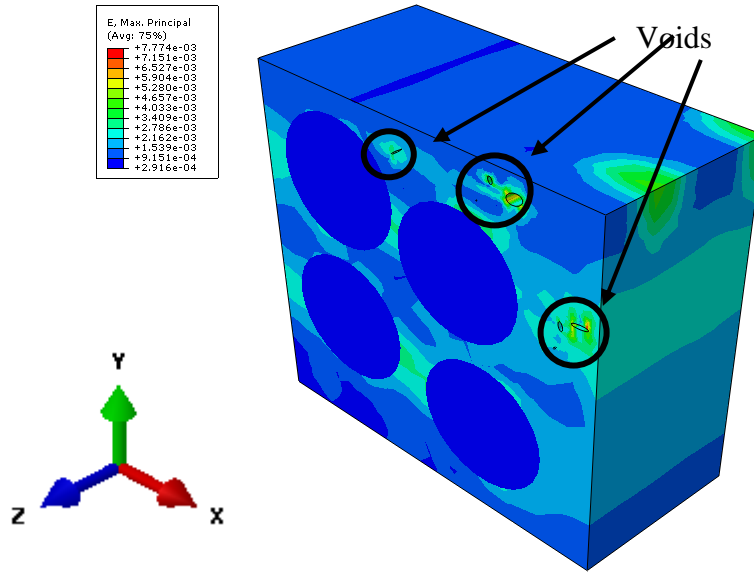 E, Max. Principal
(Avg: 75%)
+7.774e-03
+7.151e-03
+6.527e-03
+5.904e-03
+5.280e-03
+4.657e-03
+4.033e-03
+3.409e-03
+2.786e-03
+2.162e-03
+1.539e-03
+9.151e-04
+2.916e-04
Voids
Y
Z
X